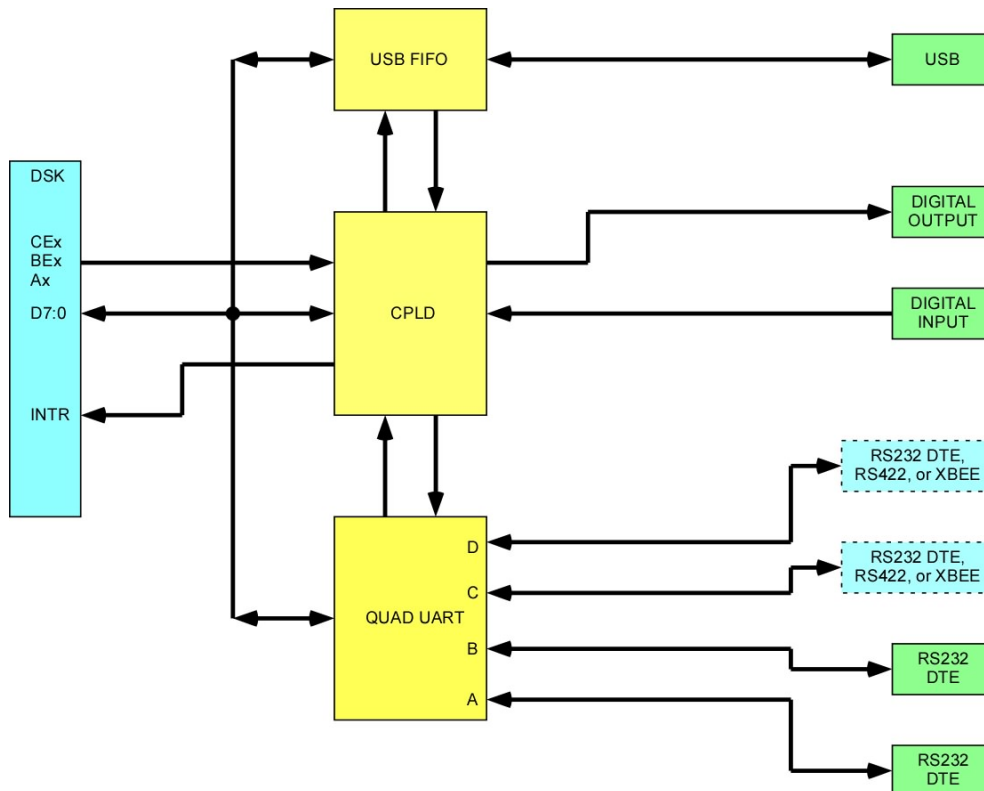 USB FIFO
USB
DSK
CEx
BEx
Ax
D7:0
INTR
CPLD
DIGITAL
OUTPUT
DIGITAL
INPUT
QUAD UART
D
C
B
A
RS232 DTE,
RS422, or XBEE
RS232 DTE,
RS422, or XBEE
RS232
DTE
RS232
DTE